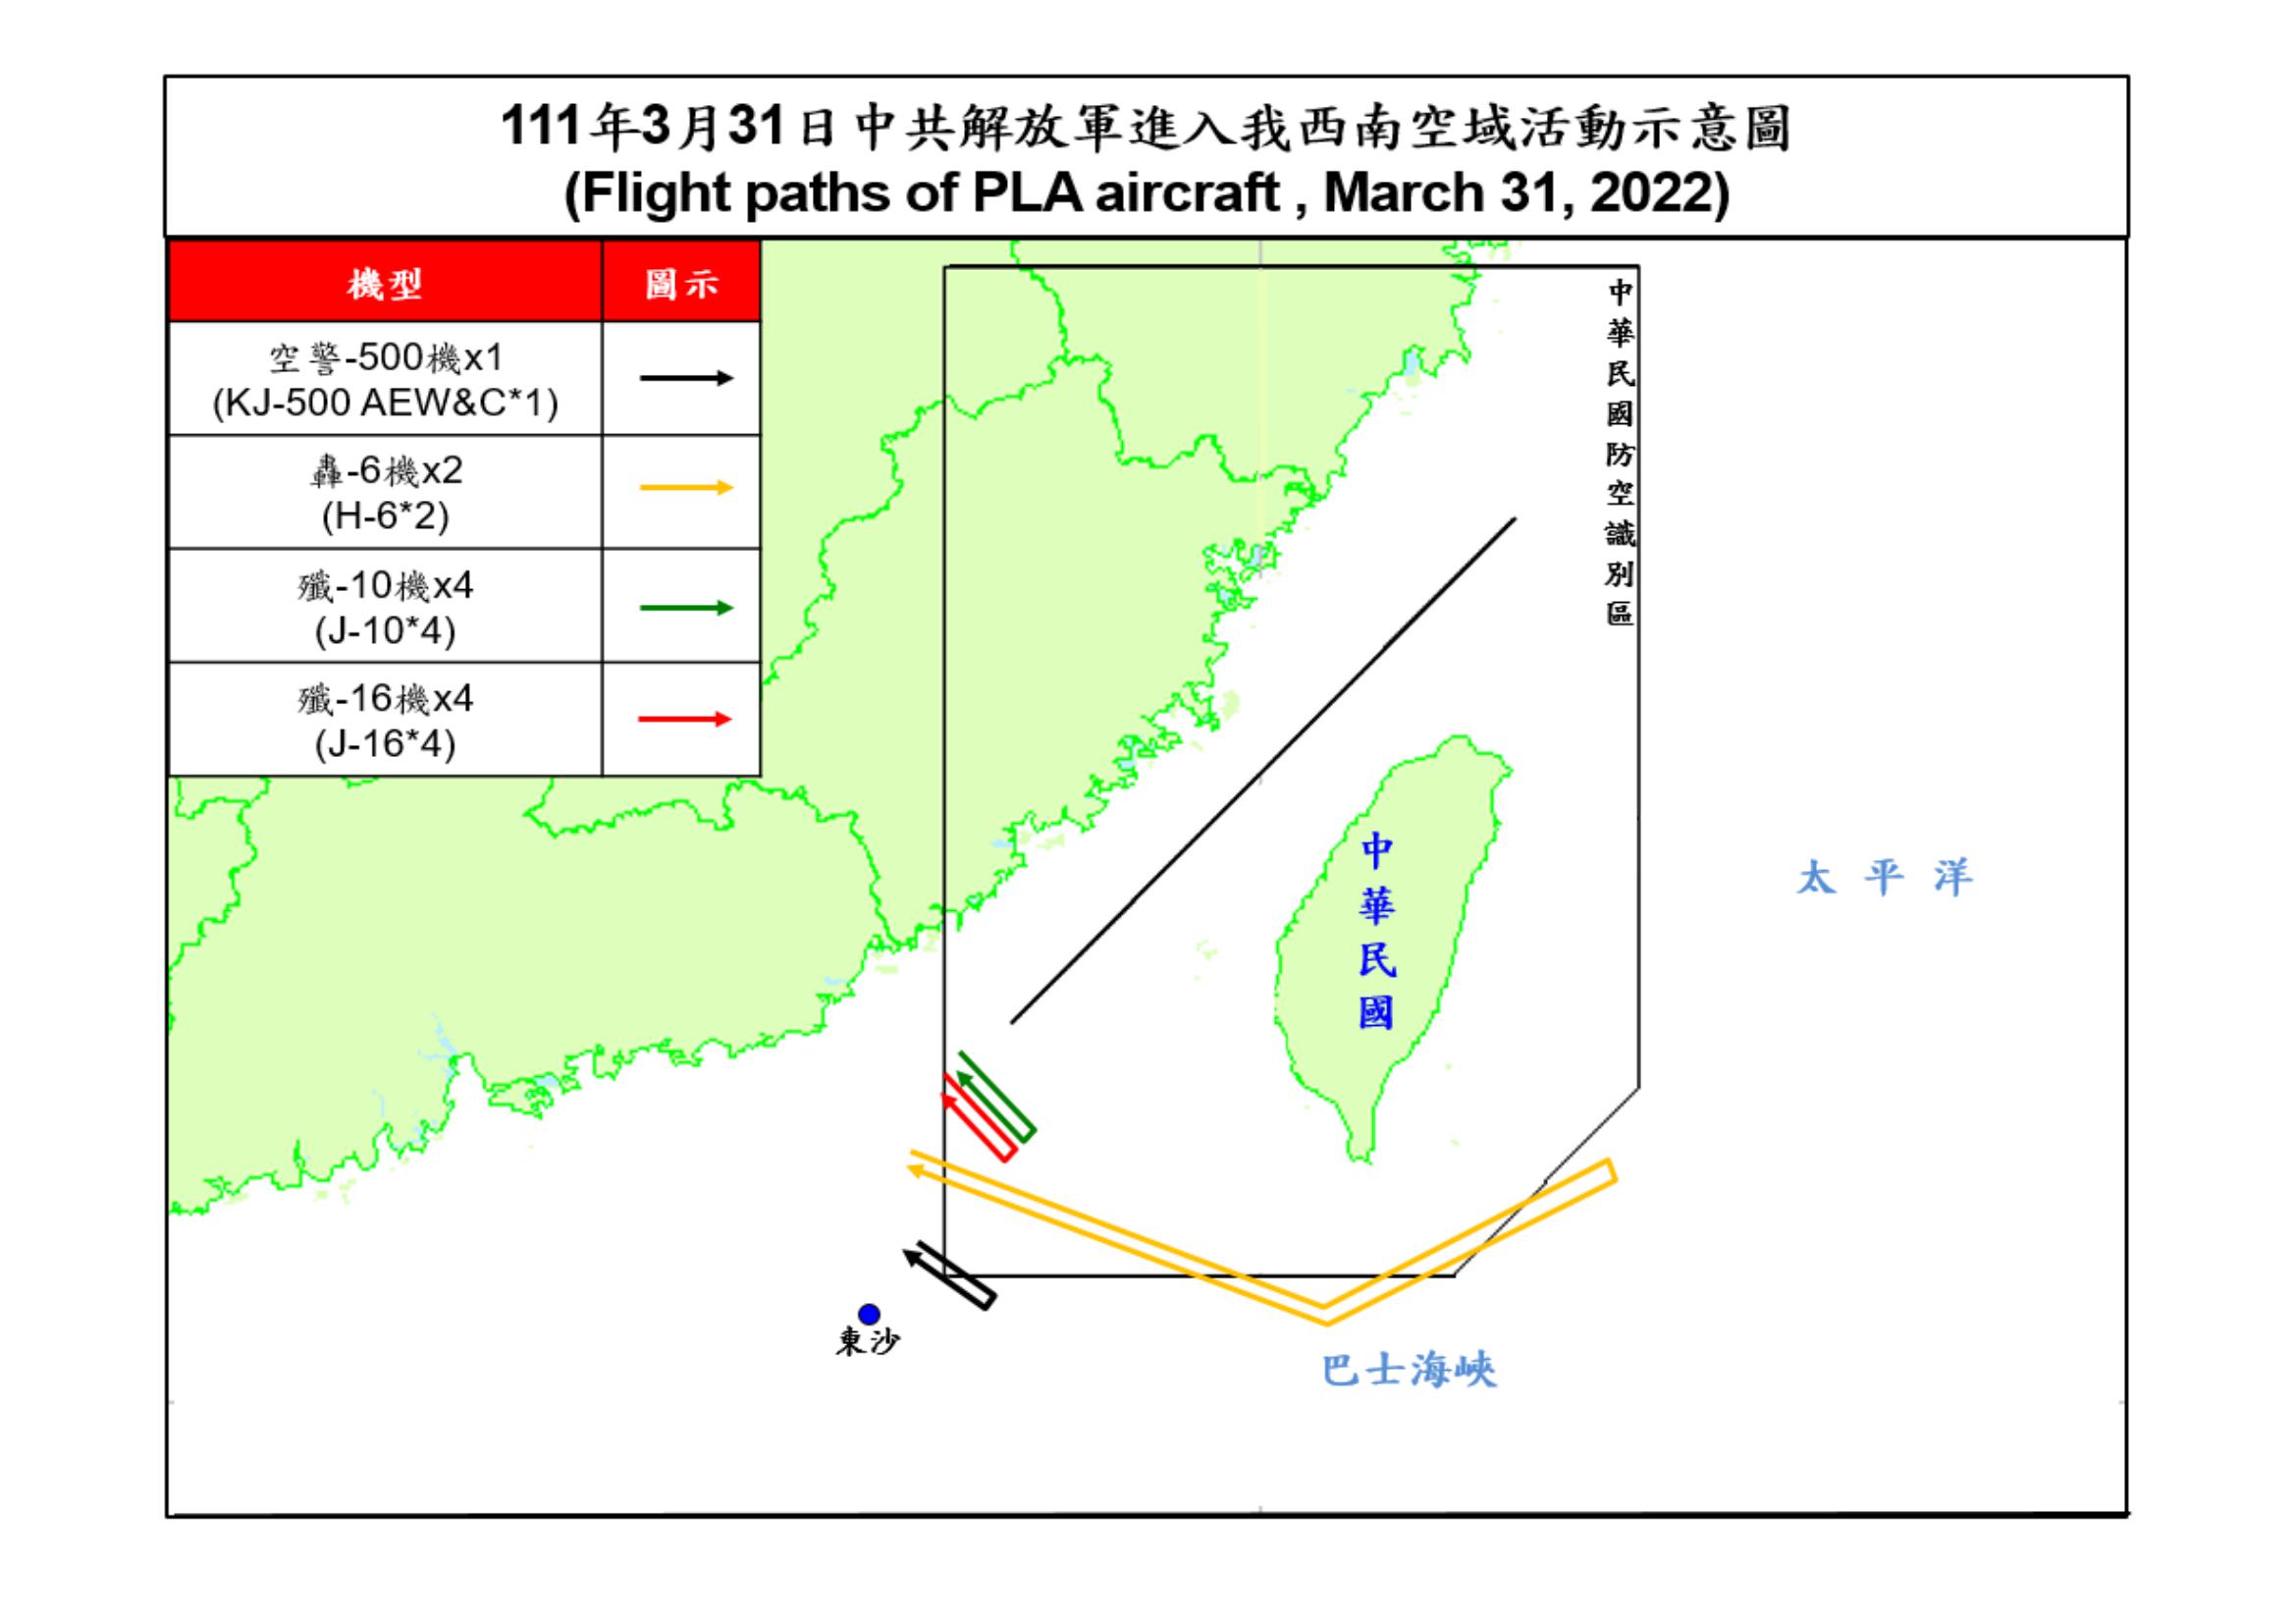 111年3月31日中共解放軍進入我西南空域活動示意圖
(Flight paths of PLA aircraft , March 31, 2022)
機型
圖示
空警-500機x1
(KJ-500 AEW&C*1)
轟-6機x2
(H-6*2)
殲-10機x4
(J-10*4)
殲-16機x4
(J-16*4)
中華民國防空識別區
中華民國
太平洋
東沙
巴士海峽